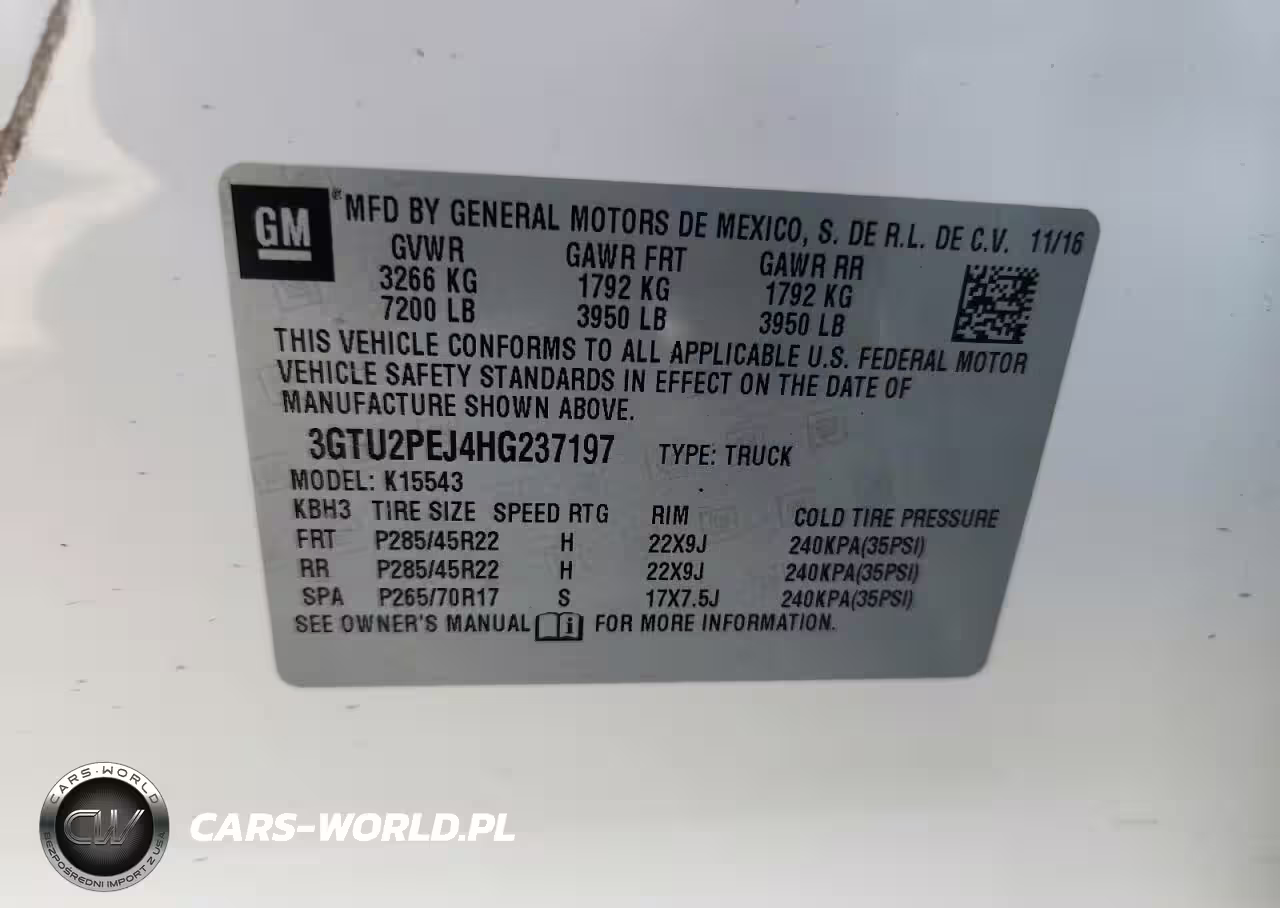 GM
® MFD BY GENERAL MOTORS DE MEXICO, S. DE R.L. DE C.V. 11/16
GVWR GAWR FRT GAWR RR
3266 KG 1792 KG 1792 KG
7200 LB 3950 LB 3950 LB
THIS VEHICLE CONFORMS TO ALL APPLICABLE U.S. FEDERAL MOTOR
VEHICLE SAFETY STANDARDS IN EFFECT ON THE DATE OF
MANUFACTURE SHOWN ABOVE.
3GTU2PEJ4HG237197 TYPE: TRUCK
MODEL: K15543
KBH3 TIRE SIZE SPEED RTG RIM COLD TIRE PRESSURE
FRT P285/45R22 H 22X9J 240KPA(35PSI)
RR P285/45R22 H 22X9J 240KPA(35PSI)
SPA P265/70R17 S 17X7.5J 240KPA(35PSI)
SEE OWNER'S MANUAL FOR MORE INFORMATION.
CARS-WORLD
CW
BEZPOŚREDNI IMPORT Z USA
CARS-WORLD.PL